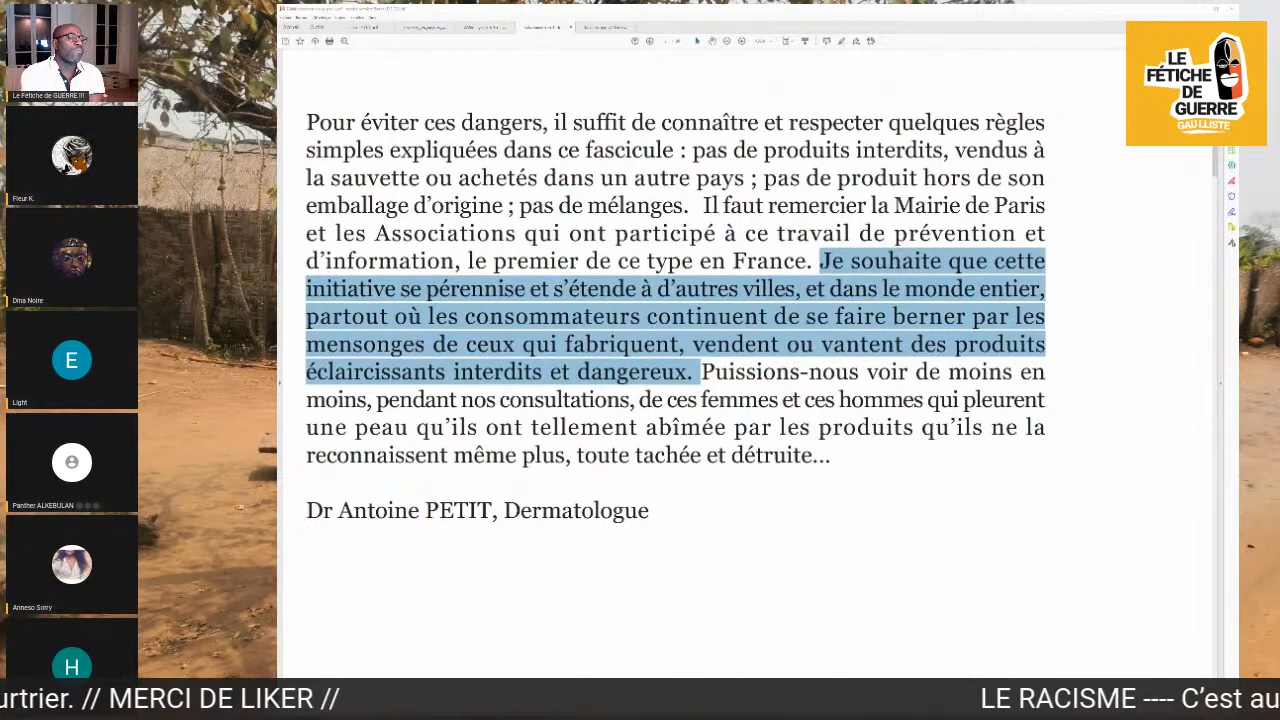 Le Fétiche de GUERRE !!!
Fleur K.
Dina Noire
E
Light
Panther ALKEBULAN
Anneso Sorry
H
LE
FÉTICHE
DE
GUERRE
GAULLISTE
Pour éviter ces daugers, il suffit de connaître et respecter quelques règles
simples expliquées dans ce fascicule : pas de produits interdits, vendus à
la sauvette ou achetés dans un autre pays ; pas de produit hors de son
emballage d’origine ; pas de mélanges. Il faut remercier la Mairie de Paris
et les Associations qui ont participé à ce travail de prévention et
d’information, le premier de ce type en France. Je souhaite que cette
initiative se pérennise et s’étende à d’autres villes, et dans le monde entier,
partout où les consommateurs continuent de se faire berner par les
mensonges de ceux qui fabriquent, vendent ou vantent des produits
éclaircissants interdits et dangereux. Puissions-nous voir de moins en
moins, pendant nos consultations, de ces femmes et ces hommes qui pleurent
une peau qu’ils ont tellement abîmée par les produits qu’ils ne la
reconnaissent même plus, toute tachée et détruite...
Dr Antoine PETIT, Dermatologue
urtrier. // MERCI DE LIKER // LE RACISME ---- C’est au